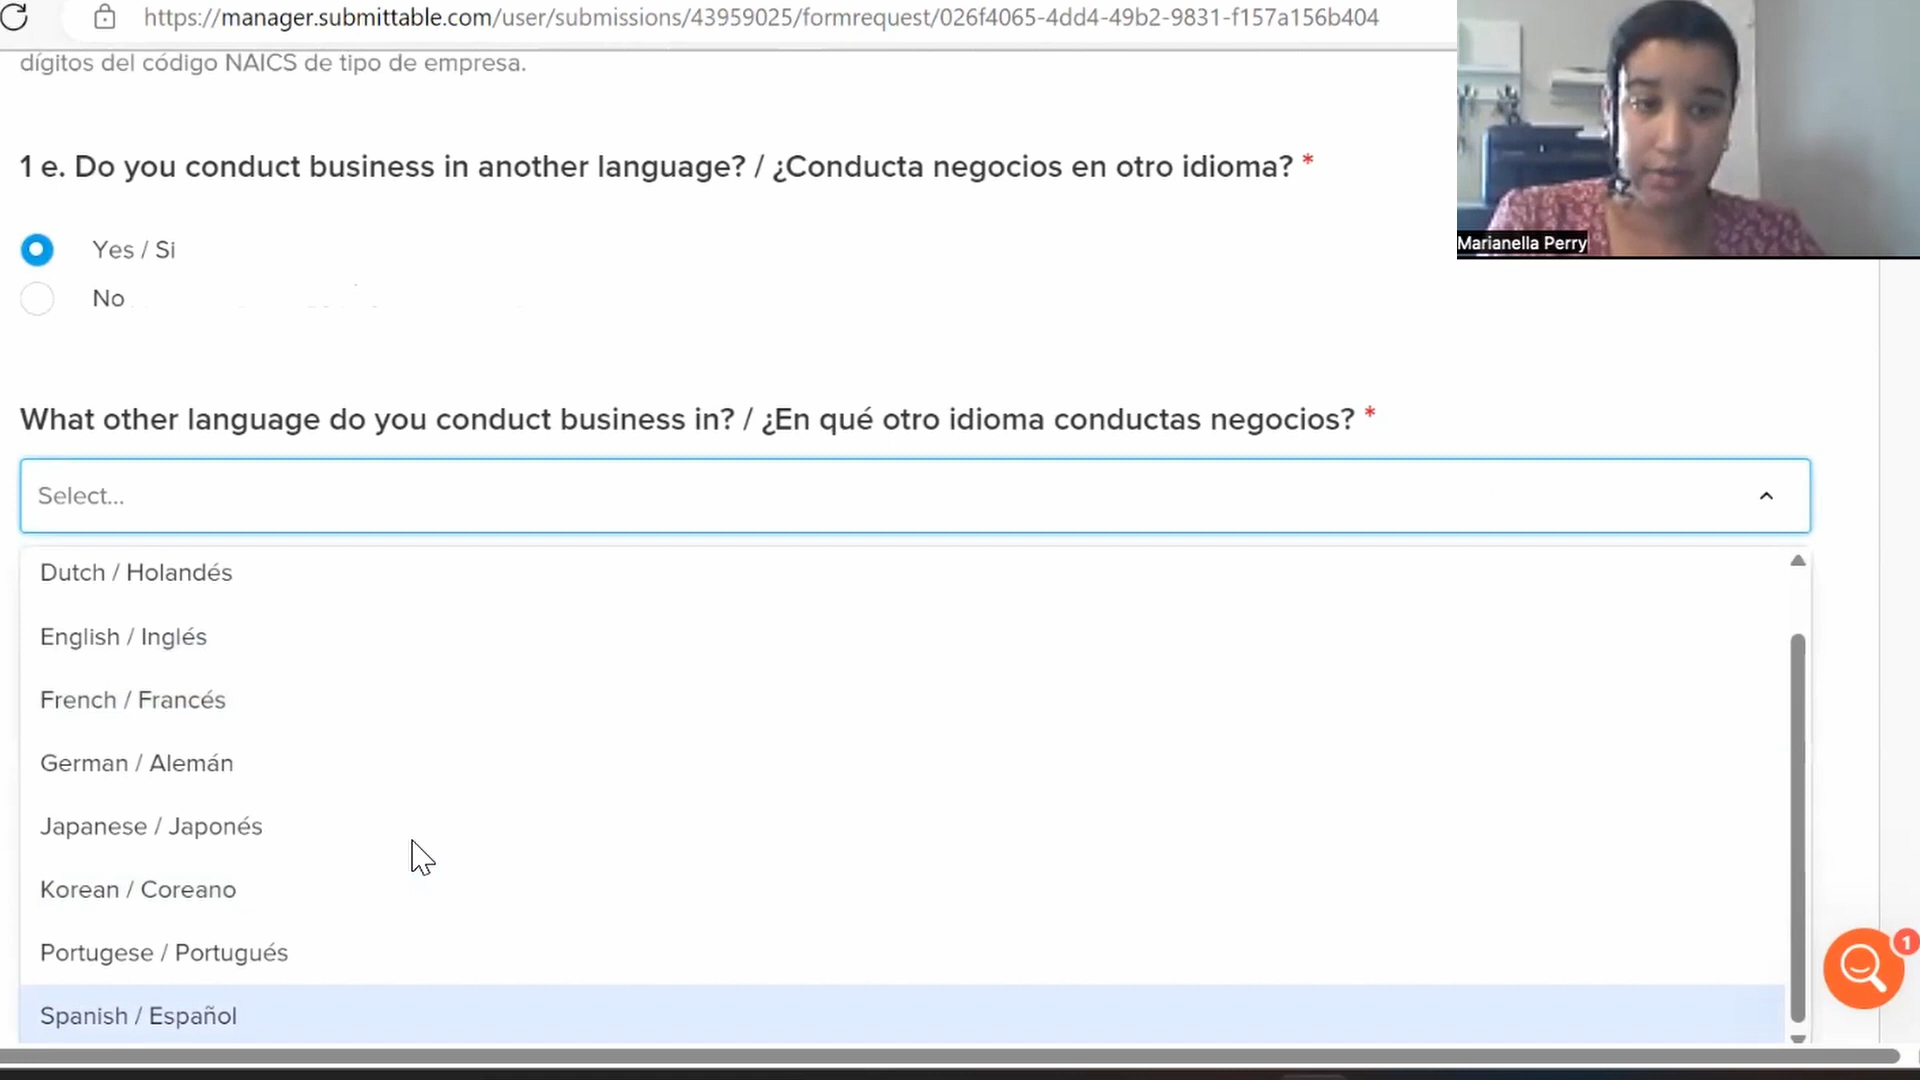 https://manager.submittable.com/user/submissions/43959025/formrequest/026f4065-4dd4-49b2-9831-f157a156b404
dígitos del código NAICS de tipo de empresa.
1 e. Do you conduct business in another language? / ¿Conducta negocios en otro idioma? *
Marianella Perry
Yes / Si
No
What other language do you conduct business in? / ¿En qué otro idioma conductas negocios? *
Select...
Dutch / Holandés
English / Inglés
French / Francés
German / Alemán
Japanese / Japonés
Korean / Coreano
Portugese / Portugués
1
Spanish / Español